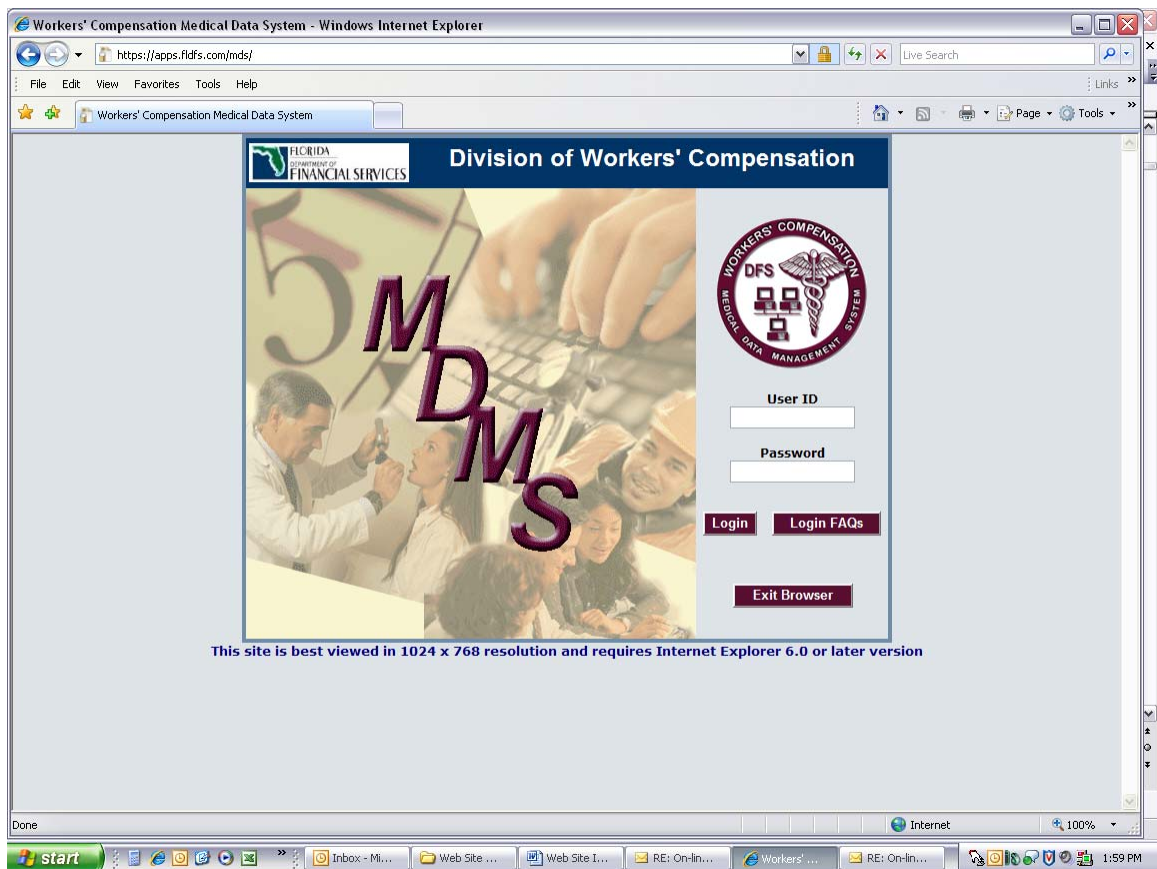 Workers' Compensation Medical Data System - Windows Internet Explorer
https://apps.fldfs.com/mds/
Live Search
File Edit View Favorites Tools Help
Links »
Workers' Compensation Medical Data System
Page Tools »
FLORIDA
DEPARTMENT OF
FINANCIAL SERVICES
Division of Workers' Compensation
5
MDMS
WORKERS' COMPENSATION
DFS
MEDICAL DATA MANAGEMENT SYSTEM
User ID
Password
Login Login FAQs
Exit Browser
This site is best viewed in 1024 x 768 resolution and requires Internet Explorer 6.0 or later version
Done
Internet
100%
start
»
Inbox - Mi...
Web Site ...
Web Site I...
RE: On-lin...
Workers' ...
RE: On-lin...
1:59 PM